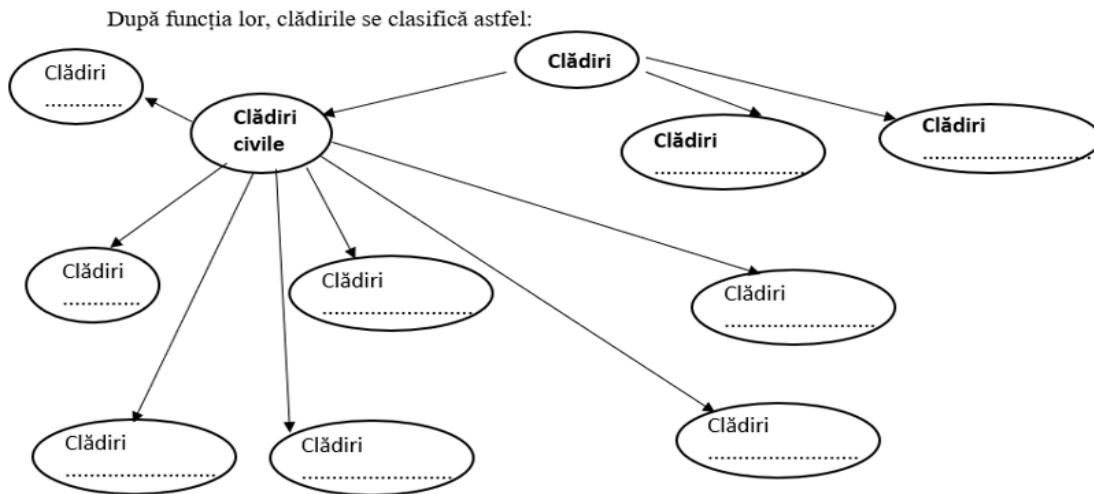 După funcția lor, clădirile se clasifică astfel:
Clădiri
Clădiri
............
Clădiri
civile
Clădiri
........................
Clădiri
........................
Clădiri
............
Clădiri
........................
Clădiri
........................
Clădiri
........................
Clădiri
........................
Clădiri
........................